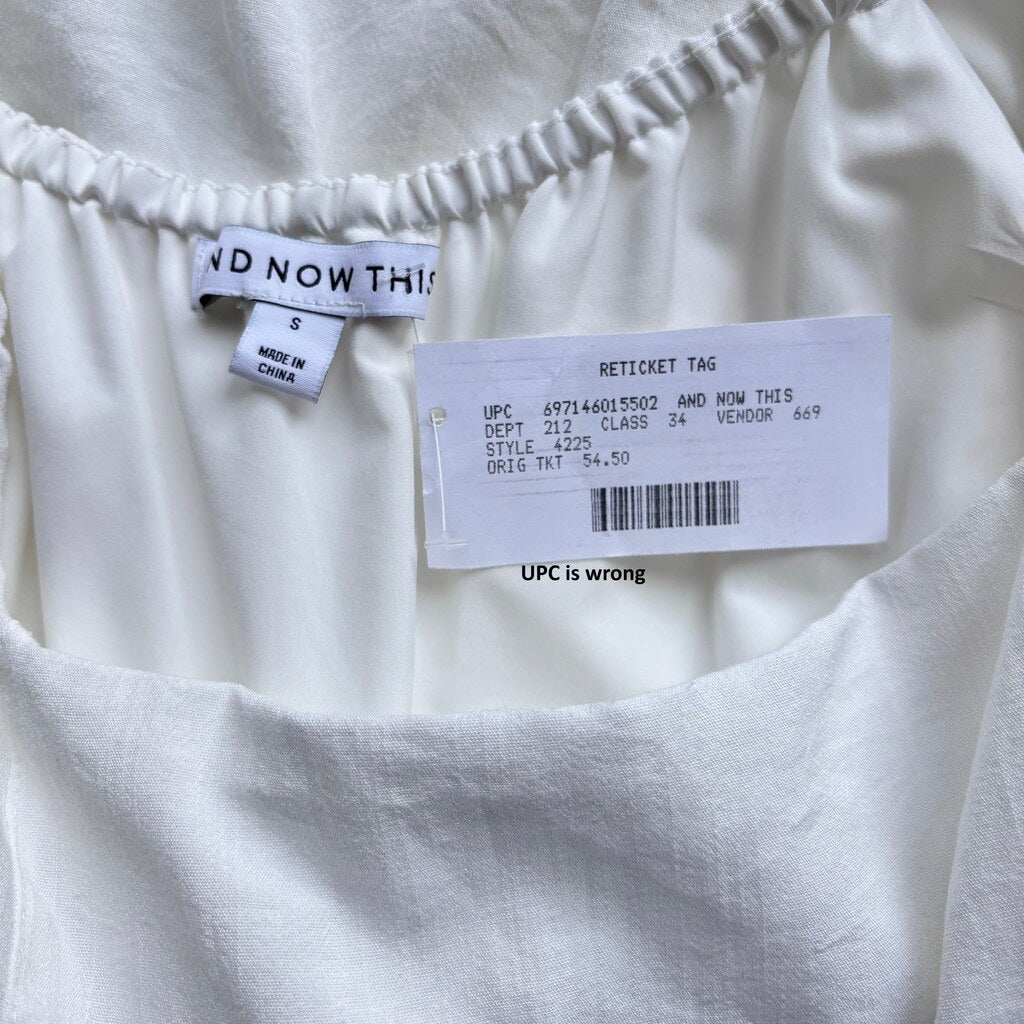 ND NOW THIS
S
MADE IN
CHINA
RETICKET TAG
UPC 697146015502 AND NOW THIS
DEPT 212 CLASS 34 VENDOR 669
STYLE 4225
ORIG TKT 54.50
UPC is wrong